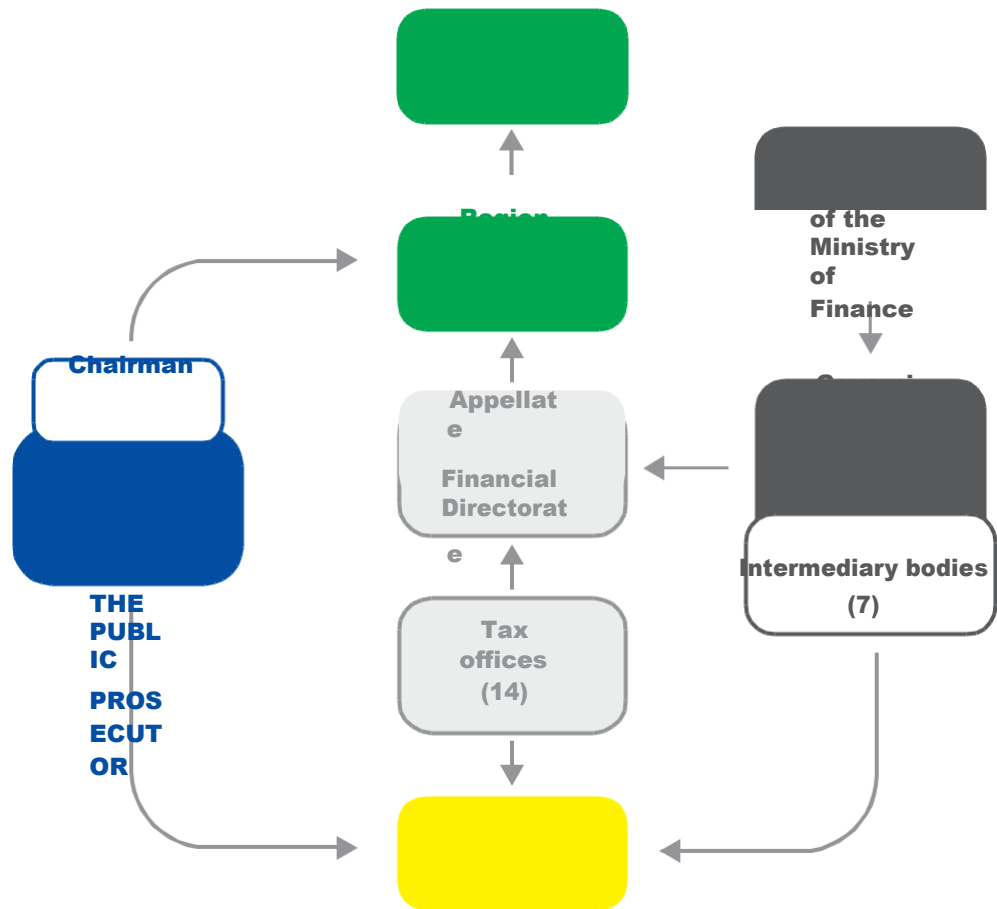 of the
Ministry
of
Finance
Chairman
Appellat
e
Financial
Directorat
e
Intermediary bodies
(7)
THE
PUBL
IC
PROS
ECUT
OR
Tax
offices
(14)